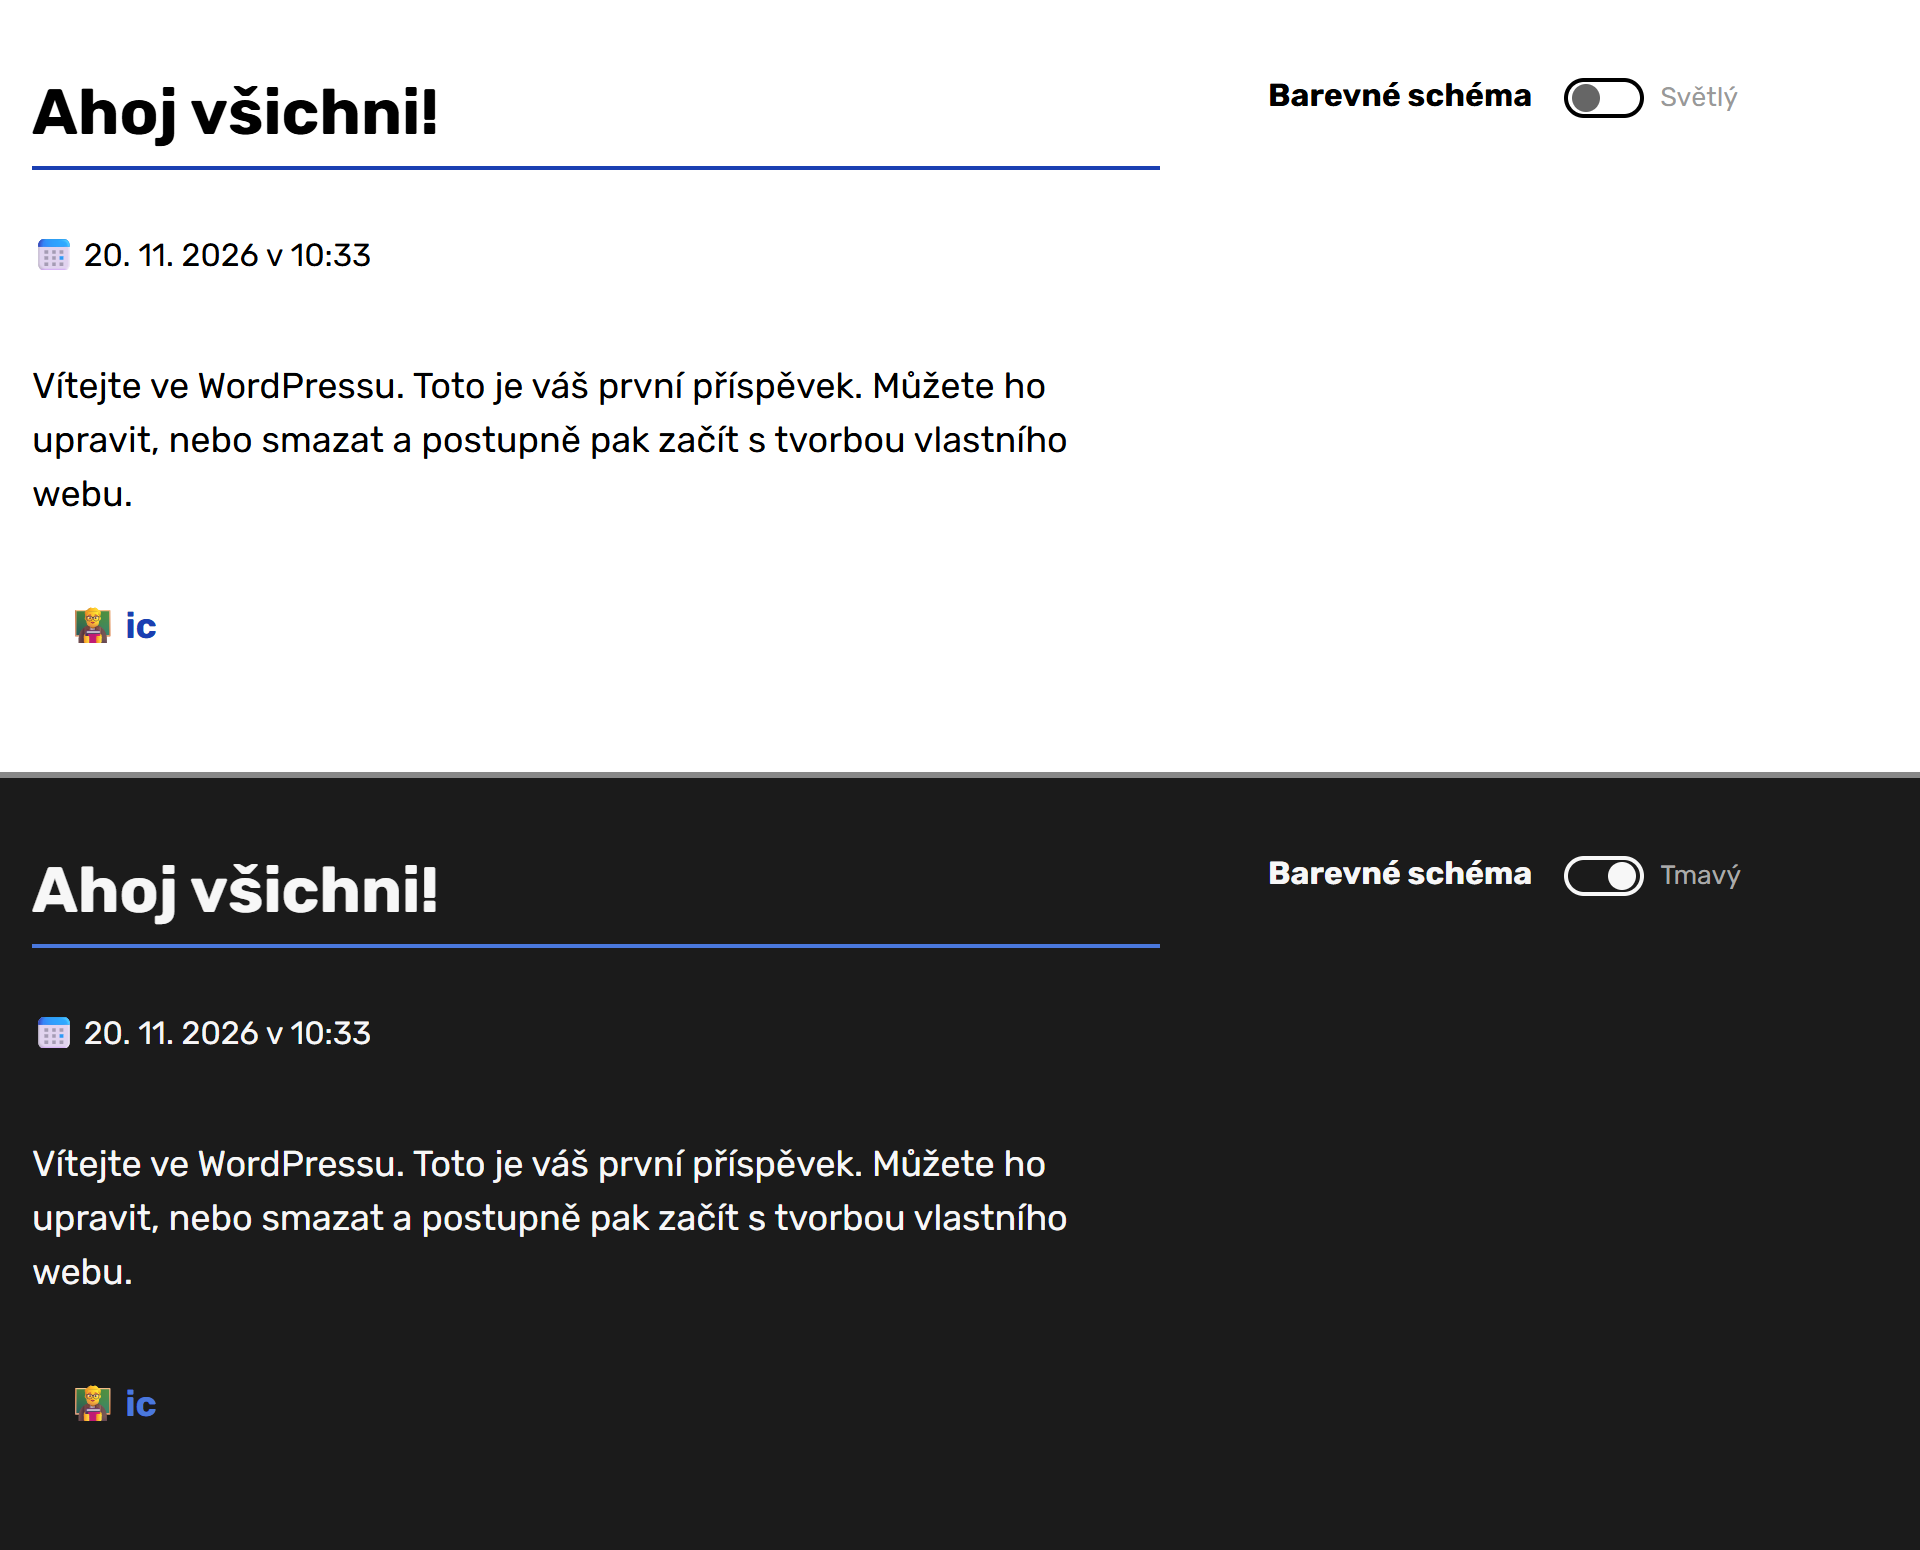 Ahoj všichni!
Barevné schéma Světlý
20. 11. 2026 v 10:33
Vítejte ve WordPressu. Toto je váš první příspěvek. Můžete ho
upravit, nebo smazat a postupně pak začít s tvorbou vlastního
webu.
ic
Ahoj všichni!
Barevné schéma Tmavý
20. 11. 2026 v 10:33
Vítejte ve WordPressu. Toto je váš první příspěvek. Můžete ho
upravit, nebo smazat a postupně pak začít s tvorbou vlastního
webu.
ic